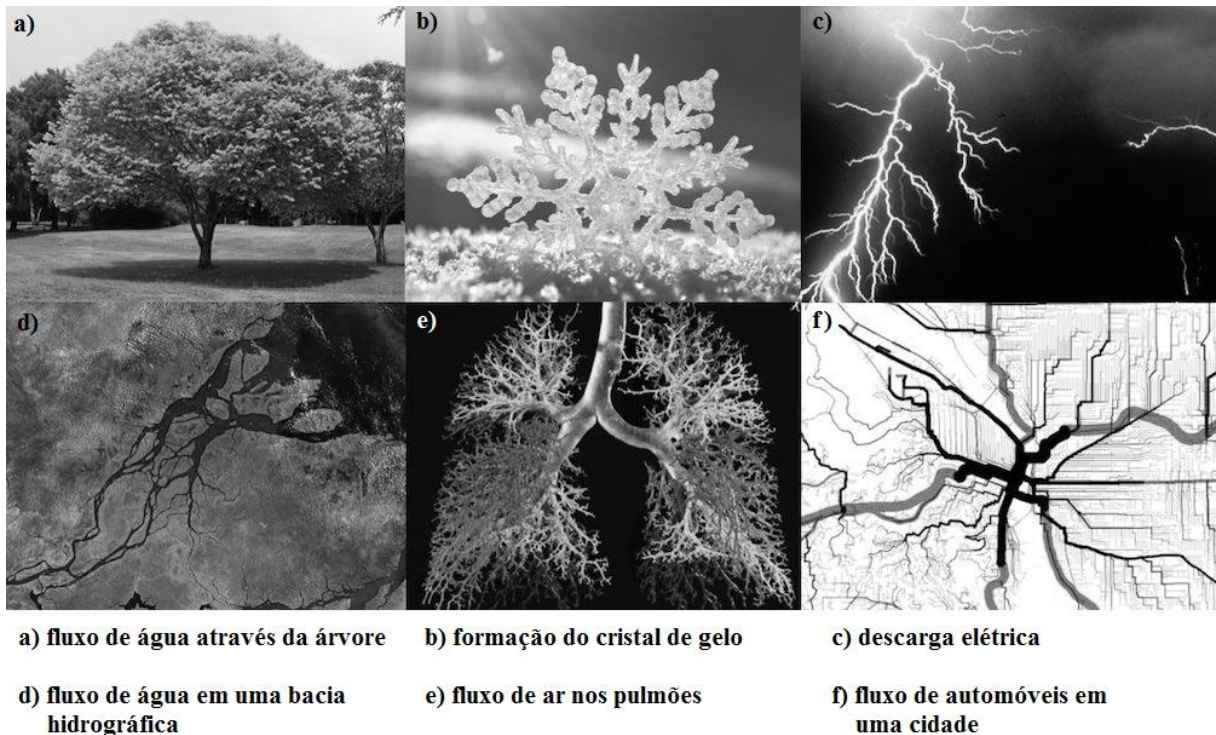 a)
b)
c)
d)
e)
f)
a) fluxo de água através da árvore
b) formação do cristal de gelo
c) descarga elétrica
d) fluxo de água em uma bacia
hidrográfica
e) fluxo de ar nos pulmões
f) fluxo de automóveis em
uma cidade